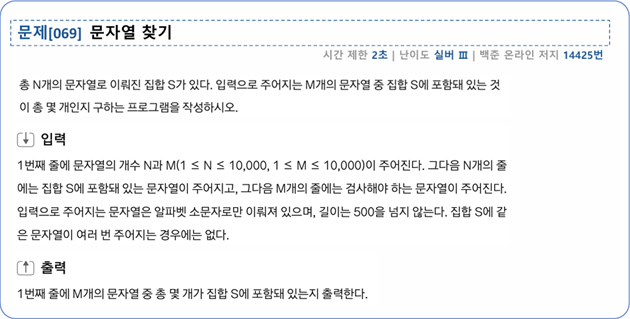 문제[069] 문자열 찾기
시간 제한 2초 | 난이도 실버 Ⅲ | 백준 온라인 저지 14425번
총 N개의 문자열로 이뤄진 집합 S가 있다. 입력으로 주어지는 M개의 문자열 중 집합 S에 포함돼 있는 것
이 총 몇 개인지 구하는 프로그램을 작성하시오.
입력
1번째 줄에 문자열의 개수 N과 M(1 ≤ N ≤ 10,000, 1 ≤ M ≤ 10,000)이 주어진다. 그다음 N개의 줄
에는 집합 S에 포함돼 있는 문자열이 주어지고, 그다음 M개의 줄에는 검사해야 하는 문자열이 주어진다.
입력으로 주어지는 문자열은 알파벳 소문자로만 이뤄져 있으며, 길이는 500을 넘지 않는다. 집합 S에 같
은 문자열이 여러 번 주어지는 경우에는 없다.
출력
1번째 줄에 M개의 문자열 중 총 몇 개가 집합 S에 포함돼 있는지 출력한다.